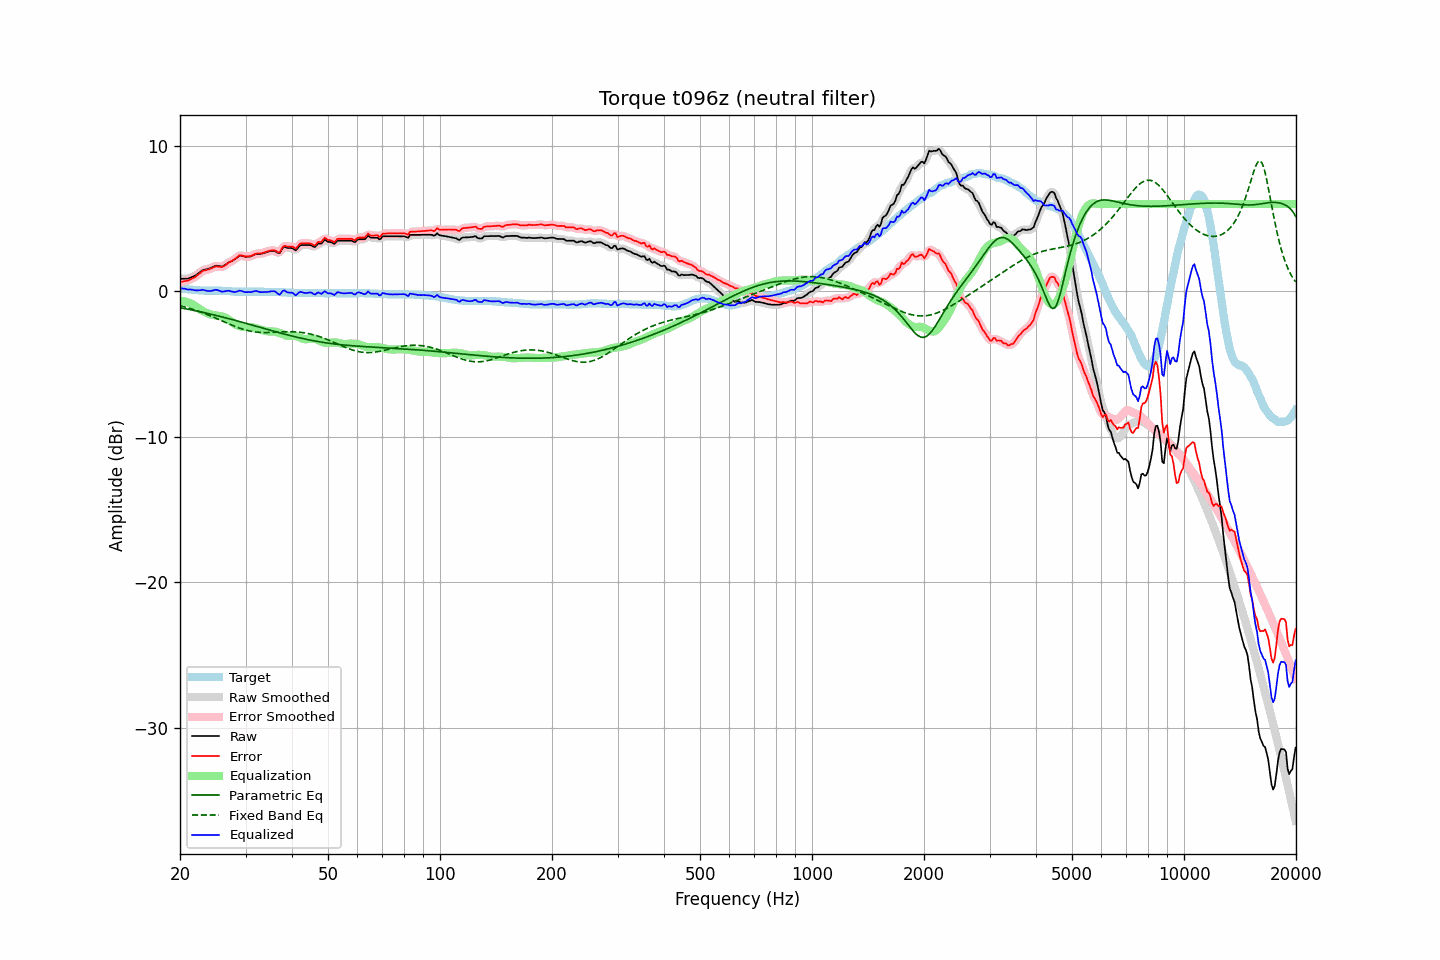 Torque t096z (neutral filter)
10
0
−10
−20
−30
Amplitude (dBr)
Target
Raw Smoothed
Error Smoothed
Raw
Error
Equalization
Parametric Eq
Fixed Band Eq
Equalized
20 50 100 200 500 1000 2000 5000 10000 20000
Frequency (Hz)